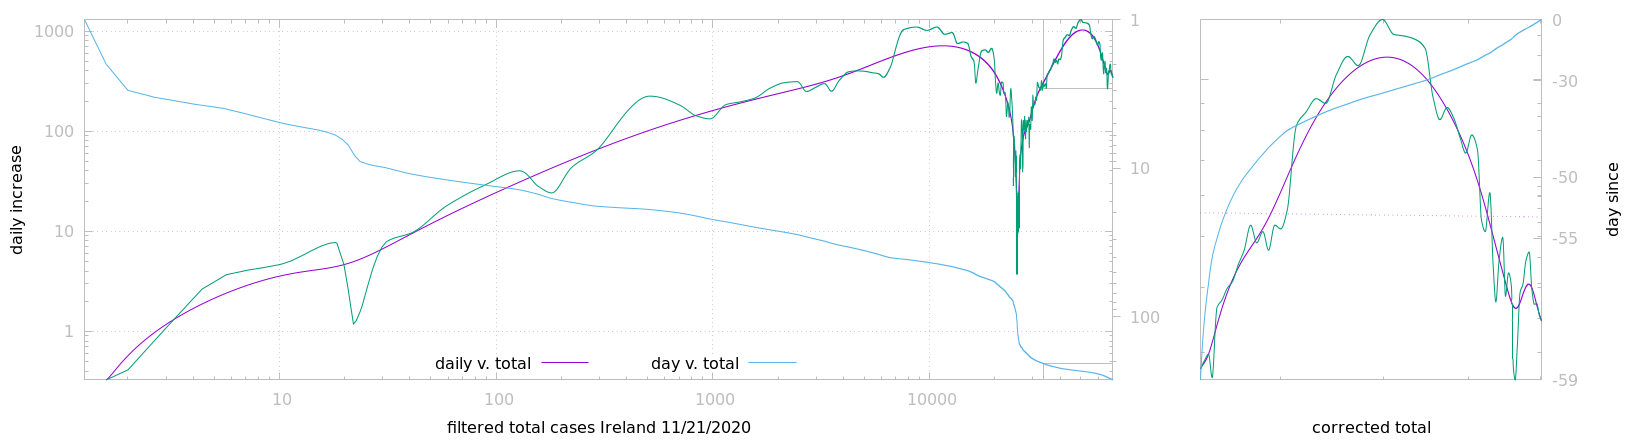 1000
100
10
1
daily increase
10
100
1000
10000
filtered total cases Ireland 11/21/2020
daily v. total
day v. total
1
10
100
0
-30
-50
-55
-59
day since
corrected total